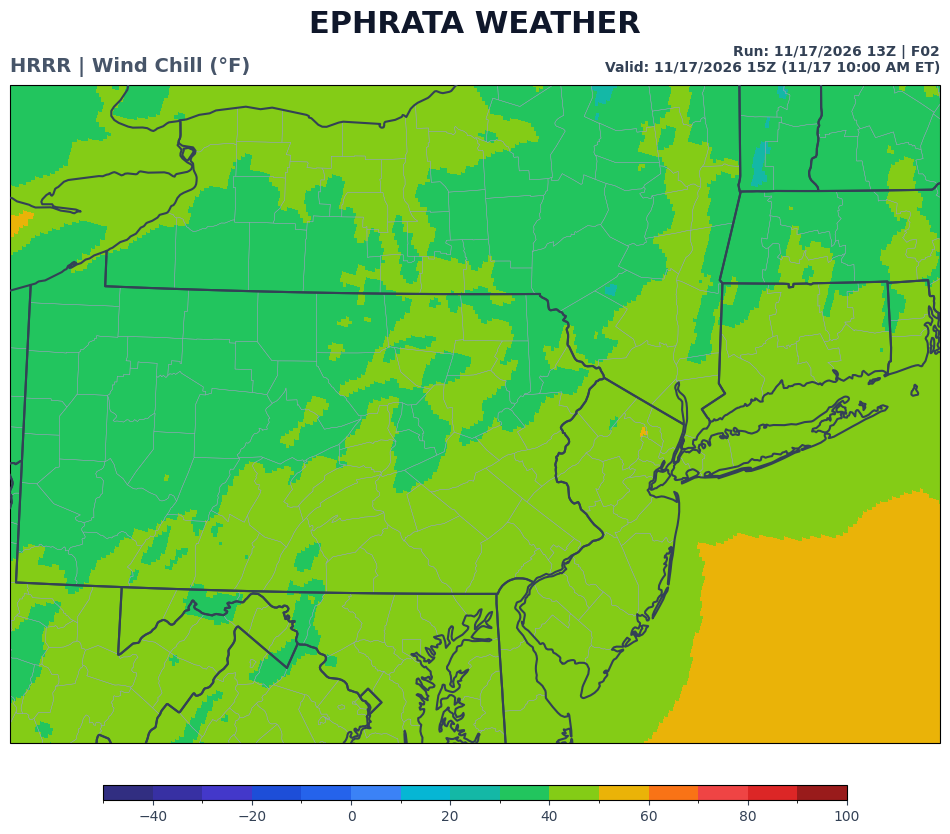 EPHRATA WEATHER
HRRR | Wind Chill (°F)
Run: 11/17/2026 13Z | F02
Valid: 11/17/2026 15Z (11/17 10:00 AM ET)
−40 −20 0 20 40 60 80 100